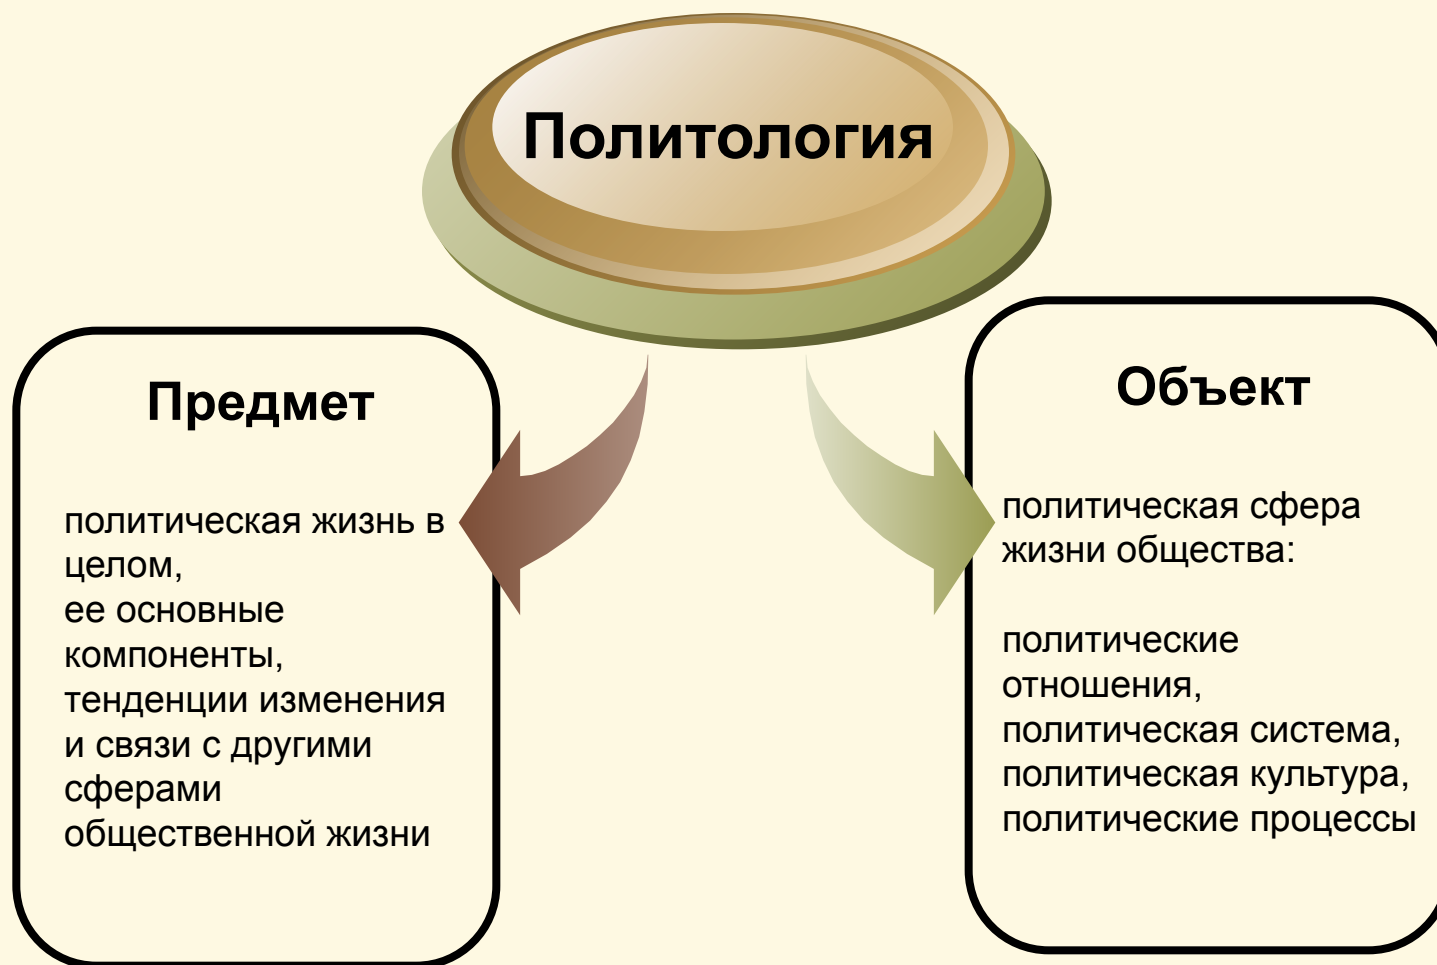 Политология
Предмет
политическая жизнь в
целом,
ее основные
компоненты,
тенденции изменения
и связи с другими
сферами
общественной жизни
Объект
политическая сфера
жизни общества:
политические
отношения,
политическая система,
политическая культура,
политические процессы